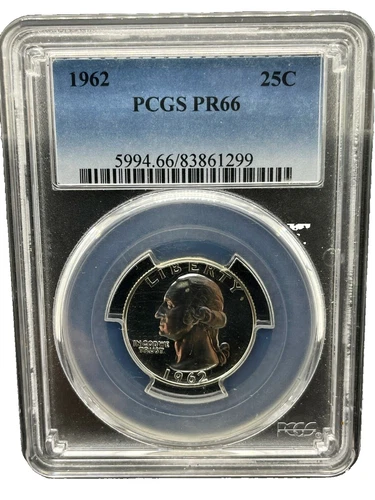 1962 25C
PCGS PR66
5994.66/83861299
LIBERTY
IN GOD WE
TRUST
1962
PCGS